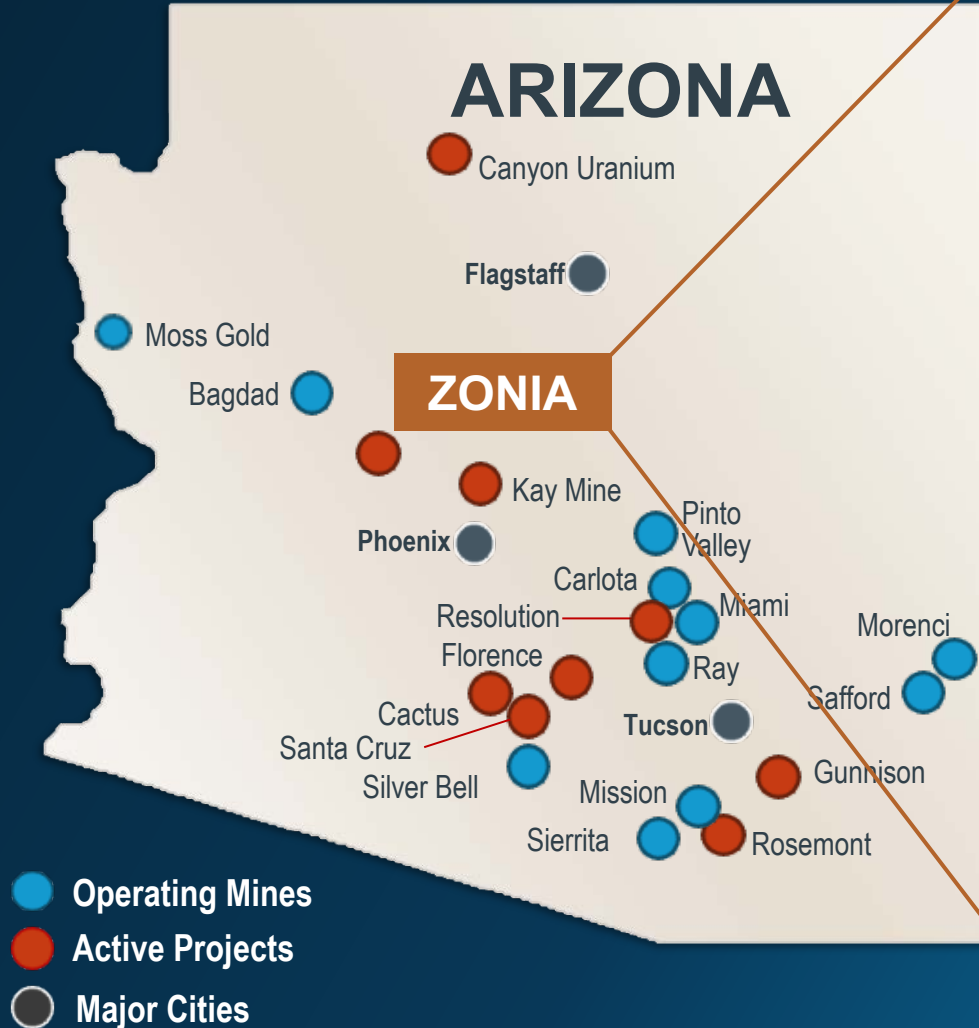 ARIZONA
Canyon Uranium
Flagstaff
Moss Gold
Bagdad
ZONIA
Kay Mine
Phoenix
Pinto
Valley
Carlota
Resolution
Miami
Morenci
Florence
Ray
Safford
Cactus
Tucson
Santa Cruz
Silver Bell
Gunnison
Mission
Sierrita
Rosemont
Operating Mines
Active Projects
Major Cities